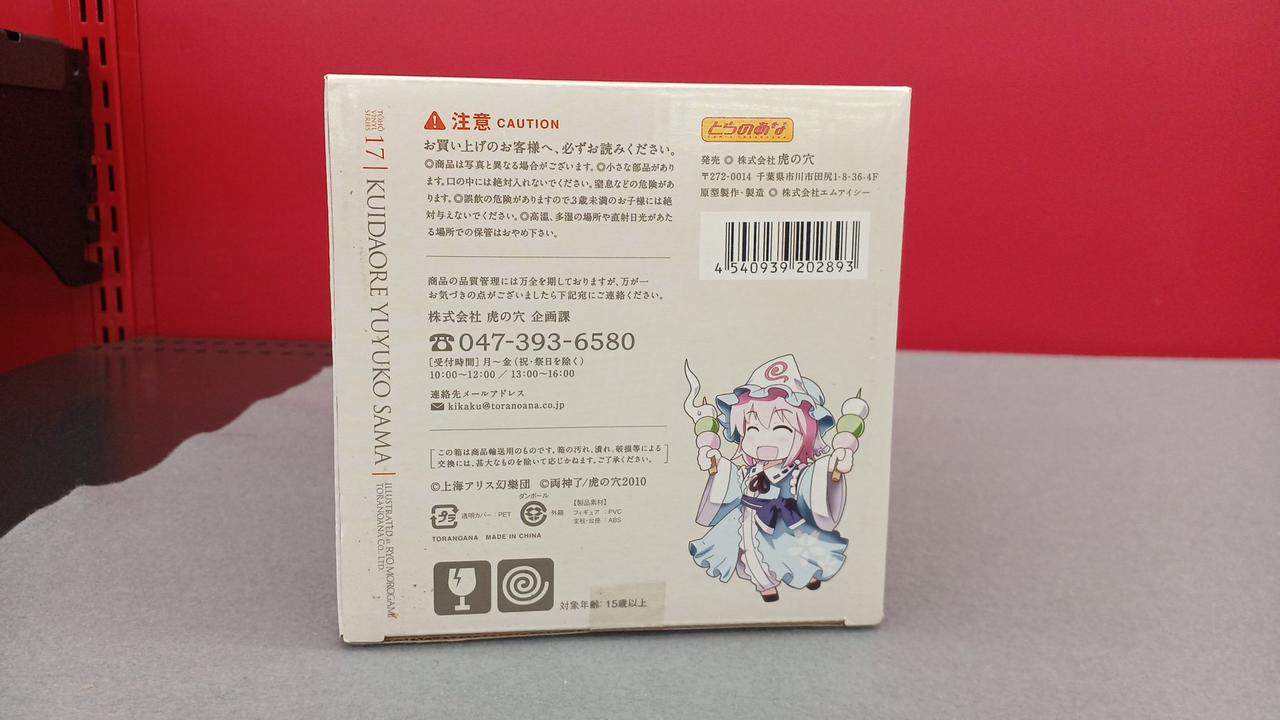 TOHO
VINYL
SERIES
17
KUIDAORE YUYUKO SAMA
ILLUSTRATED BY RYO MOROGAMI
TORANOANA CO. LTD.
注意 CAUTION
お買い上げのお客様へ、必ずお読みください。
◎商品は写真と異なる場合がございます。◎小さな部品があり
ます。口の中には絶対入れないでください。窒息などの危険があ
ります。◎誤飲の危険がありますので3歳未満のお子様には絶
対与えないでください。◎高温、多湿の場所や直射日光があた
る場所での保管はおやめ下さい。
商品の品質管理には万全を期しておりますが、万が一
お気づきの点がございましたら下記宛にご連絡ください。
株式会社 虎の穴 企画課
☎047-393-6580
[受付時間]月〜金(祝・祭日を除く)
10:00〜12:00 / 13:00〜16:00
連絡先メールアドレス
kikaku@toranoana.co.jp
この箱は商品輸送用のものです。箱の汚れ、潰れ、破損等による
交換には、甚大なものを除いて応じかねます。ご了承ください。
©上海アリス幻樂団 ©両神了/虎の穴2010
プラ
透明カバー:PET
ダンボール
外箱
【製品素材】
フィギュア:PVC
支柱・台座:ABS
TORANOANA MADE IN CHINA
対象年齢:15歳以上
とらのあな
発売 ◎ 株式会社 虎の穴
〒272-0014 千葉県市川市田尻1-8-36-4F
原型製作・製造 ◎ 株式会社エムアイシー
4 540939 202893